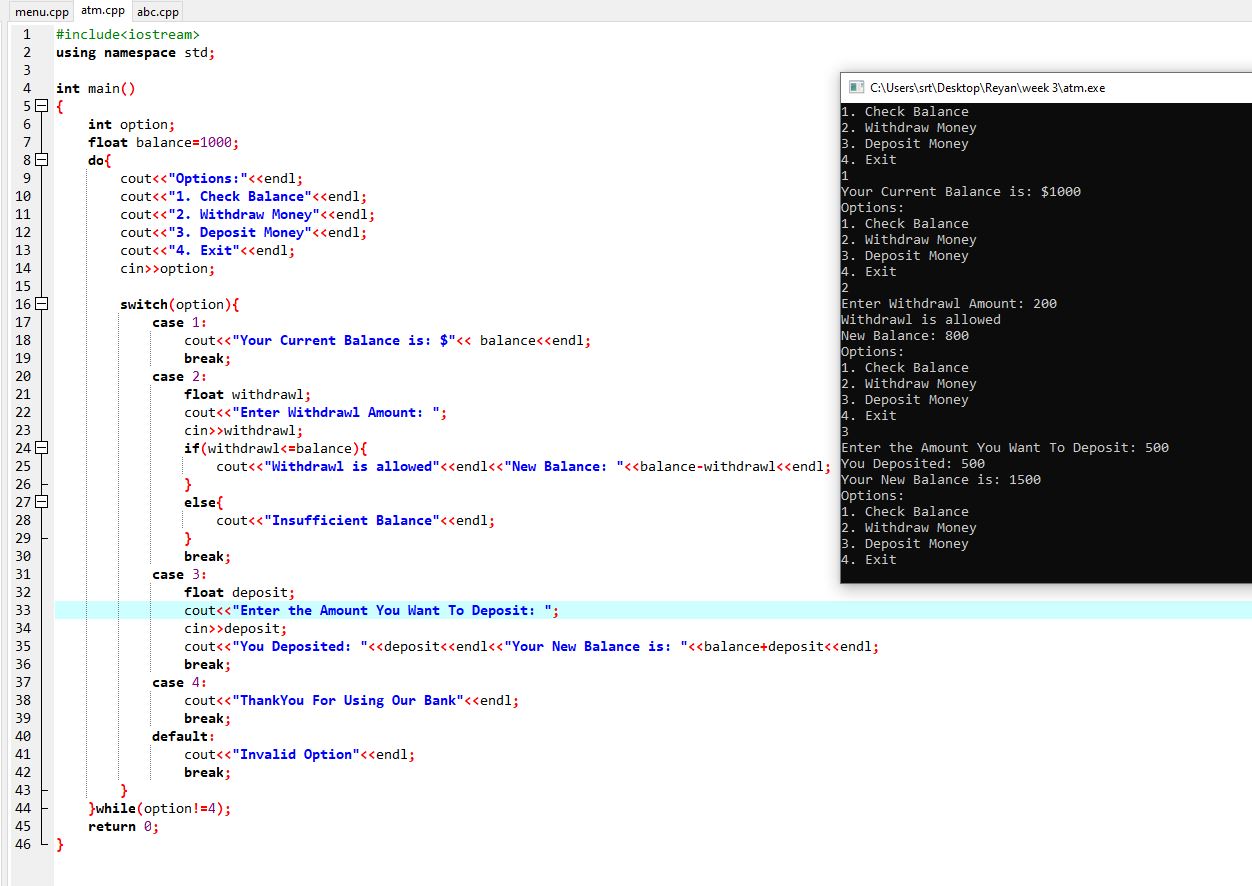 menu.cpp atm.cpp abc.cpp
1 #include<iostream>
2 using namespace std;
3
4 int main()
5 {
6 int option;
7 float balance=1000;
8 do{
9 cout<<"Options:"<<endl;
10 cout<<"1. Check Balance"<<endl;
11 cout<<"2. Withdraw Money"<<endl;
12 cout<<"3. Deposit Money"<<endl;
13 cout<<"4. Exit"<<endl;
14 cin>>option;
15
16 switch(option){
17 case 1:
18 cout<<"Your Current Balance is: $"<< balance<<endl;
19 break;
20 case 2:
21 float withdrawl;
22 cout<<"Enter Withdrawl Amount: ";
23 cin>>withdrawl;
24 if(withdrawl<=balance){
25 cout<<"Withdrawl is allowed"<<endl<<"New Balance: "<<balance-withdrawl<<endl;
26 }
27 else{
28 cout<<"Insufficient Balance"<<endl;
29 }
30 break;
31 case 3:
32 float deposit;
33 cout<<"Enter the Amount You Want To Deposit: ";
34 cin>>deposit;
35 cout<<"You Deposited: "<<deposit<<endl<<"Your New Balance is: "<<balance+deposit<<endl;
36 break;
37 case 4:
38 cout<<"ThankYou For Using Our Bank"<<endl;
39 break;
40 default:
41 cout<<"Invalid Option"<<endl;
42 break;
43 }
44 }while(option!=4);
45 return 0;
46 }
C:\Users\srt\Desktop\Reyan\week 3\atm.exe
1. Check Balance
2. Withdraw Money
3. Deposit Money
4. Exit
1
Your Current Balance is: $1000
Options:
1. Check Balance
2. Withdraw Money
3. Deposit Money
4. Exit
2
Enter Withdrawl Amount: 200
Withdrawl is allowed
New Balance: 800
Options:
1. Check Balance
2. Withdraw Money
3. Deposit Money
4. Exit
3
Enter the Amount You Want To Deposit: 500
You Deposited: 500
Your New Balance is: 1500
Options:
1. Check Balance
2. Withdraw Money
3. Deposit Money
4. Exit